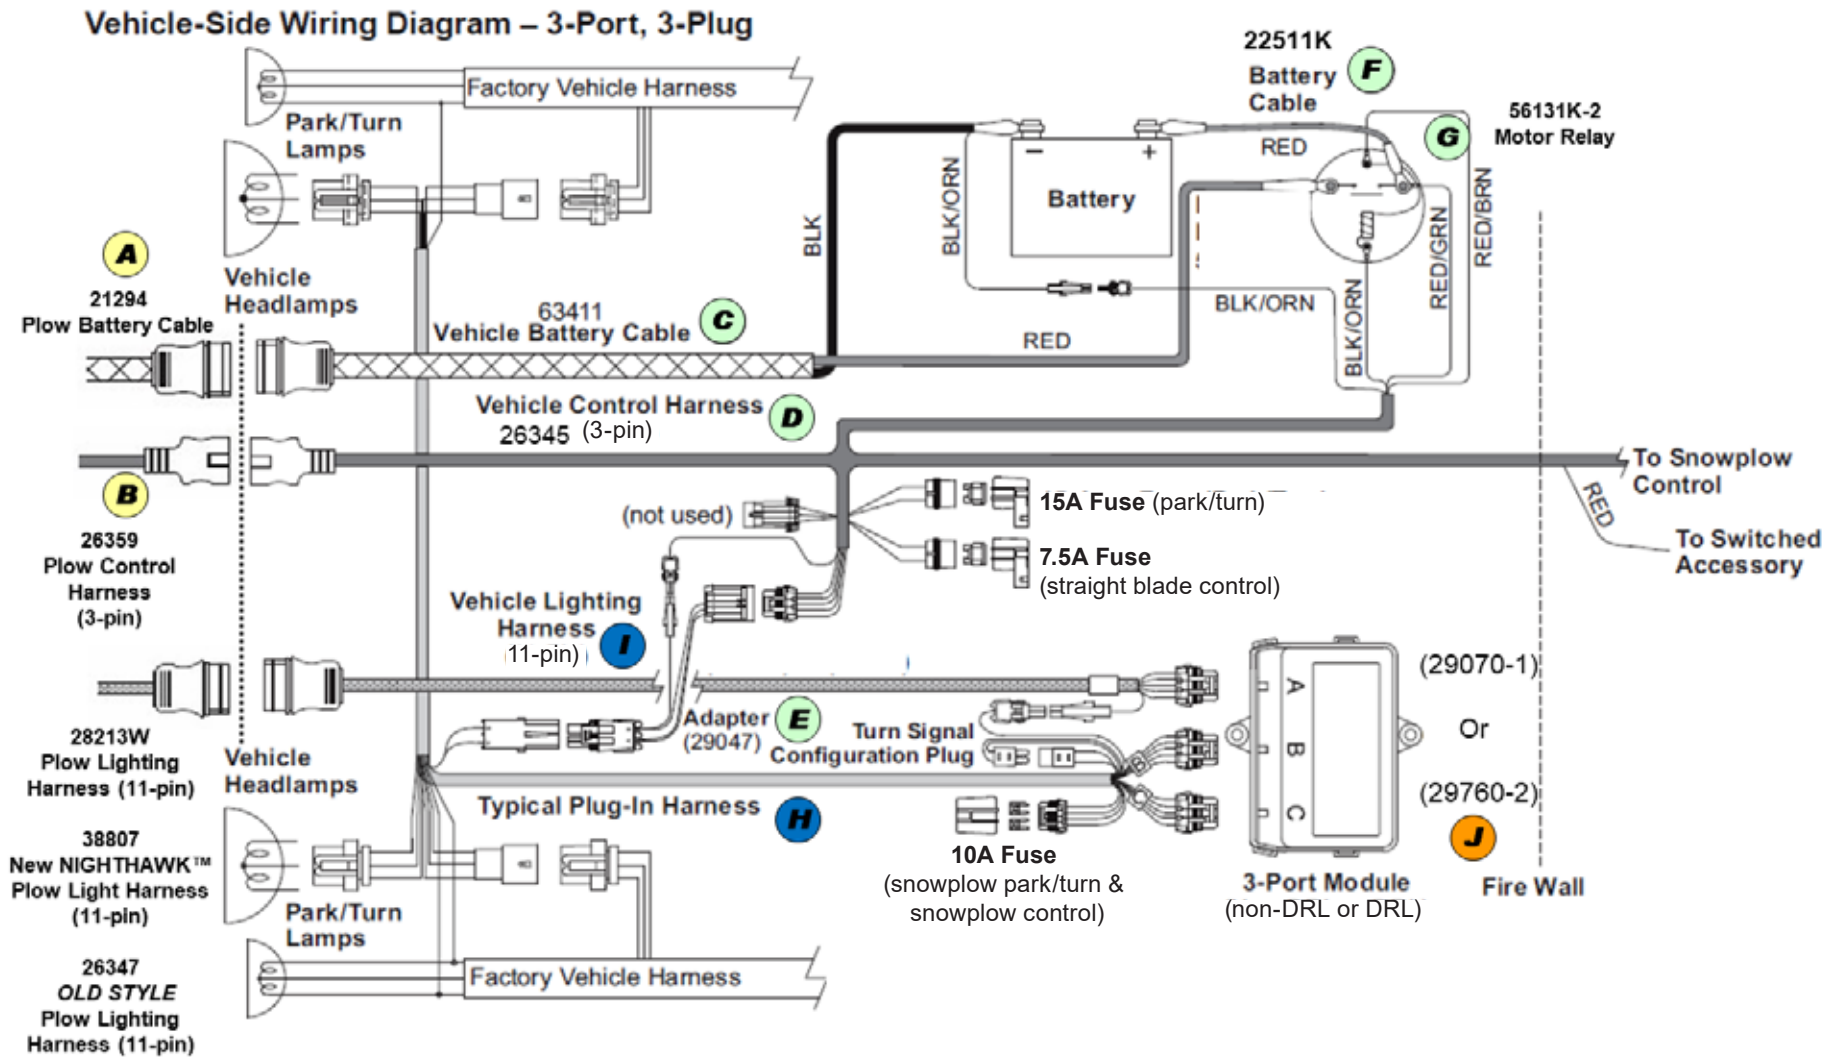 Vehicle-Side Wiring Diagram – 3-Port, 3-Plug
Factory Vehicle Harness
Park/Turn
Lamps
22511K
Battery
Cable
F
RED
G
56131K-2
Motor Relay
BLK
BLK/ORN
−
+
Battery
RED/GRN
RED/BRN
BLK/ORN
BLK/ORN
RED
A
21294
Plow Battery Cable
Vehicle
Headlamps
63411
Vehicle Battery Cable
C
Vehicle Control Harness
26345 (3-pin)
D
B
26359
Plow Control
Harness
(3-pin)
To Snowplow
Control
RED
To Switched
Accessory
(not used)
15A Fuse (park/turn)
7.5A Fuse
(straight blade control)
Vehicle Lighting
Harness
11-pin)
I
Adapter
(29047)
E
Turn Signal
Configuration Plug
A
B
C
B
C
(29070-1)
Or
(29760-2)
J
28213W
Plow Lighting
Harness (11-pin)
Vehicle
Headlamps
Typical Plug-In Harness
H
10A Fuse
(snowplow park/turn &
snowplow control)
3-Port Module
(non-DRL or DRL)
Fire Wall
38807
New NIGHTHAWK™
Plow Light Harness
(11-pin)
Park/Turn
Lamps
26347
OLD STYLE
Plow Lighting
Harness (11-pin)
Factory Vehicle Harness